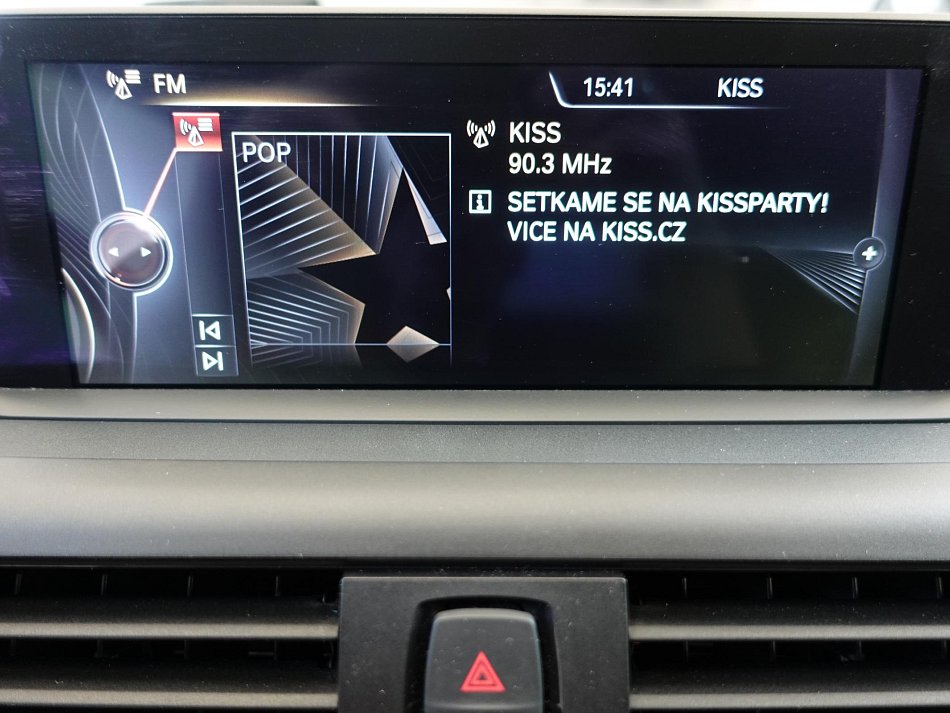 FM
15:41
KISS
POP
KISS
90.3 MHz
SETKAME SE NA KISSPARTY!
VICE NA KISS.CZ